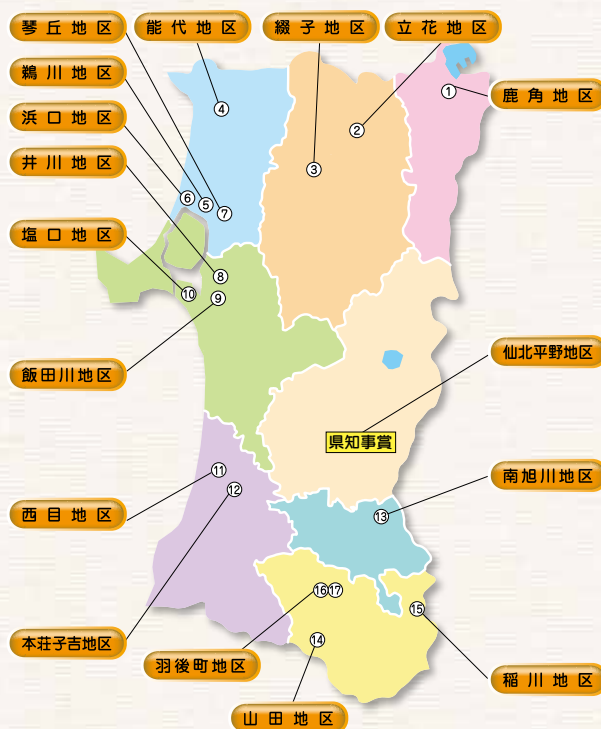 琴丘地区
能代地区
綴子地区
立花地区
鵜川地区
鹿角地区
浜口地区
井川地区
塩口地区
飯田川地区
仙北平野地区
県知事賞
南旭川地区
西目地区
本荘子吉地区
羽後町地区
稲川地区
山田地区
①
②
③
④
⑤
⑥
⑦
⑧
⑨
⑩
⑪
⑫
⑬
⑭
⑮
⑯⑰